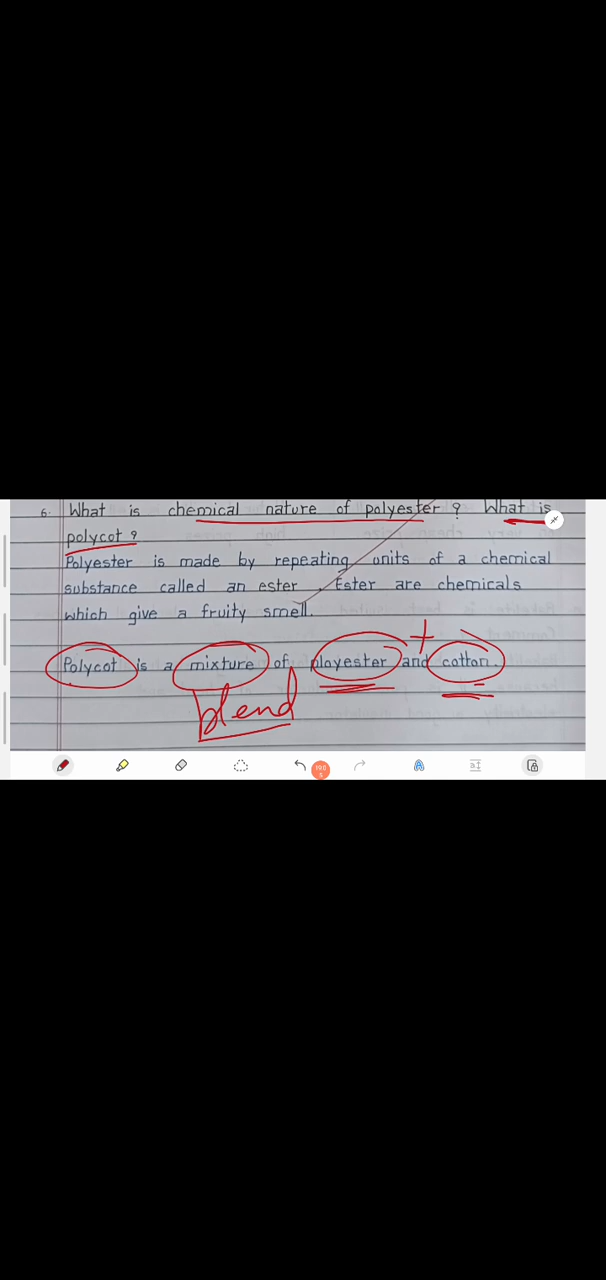 6. What is chemical nature of polyester ? What is
polycot ?
Polyester is made by repeating units of a chemical
substance called an ester . Ester are chemicals
which give a fruity smell.
Polycot is a mixture of ployester + and cotton.
blend